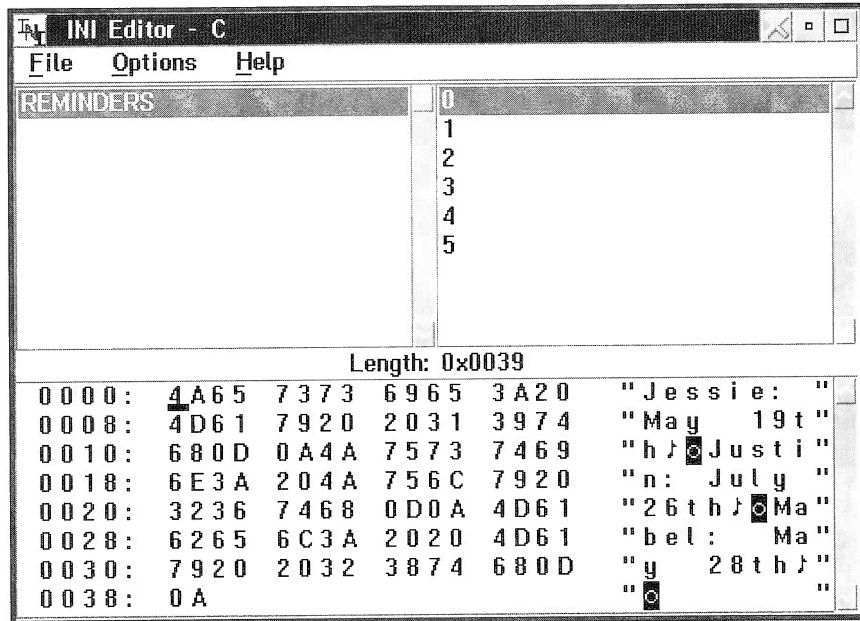 INI Editor - C
File Options Help
REMINDERS
0
1
2
3
4
5
Length: 0x0039
0000: 4A65 7373 6965 3A20 "Jessie: "
0008: 4D61 7920 2031 3974 "May  19t"
0010: 680D 0A4A 7573 7469 "h♪◙Justi"
0018: 6E3A 204A 756C 7920 "n: July "
0020: 3236 7468 0D0A 4D61 "26th♪◙Ma"
0028: 6265 6C3A 2020 4D61 "bel:  Ma"
0030: 7920 2032 3874 680D "y  28th♪"
0038: 0A "◙"